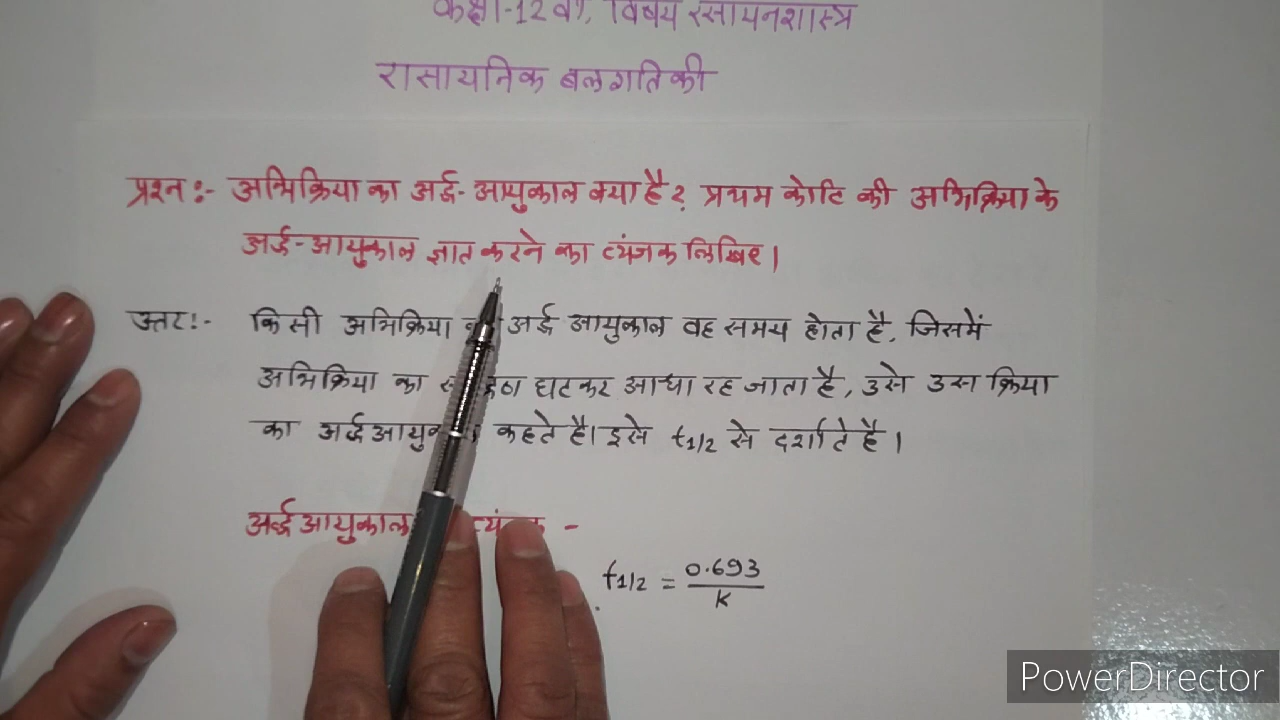 कक्षा-12 वीं, विषय रसायनशास्त्र
रासायनिक बलगतिकी
प्रश्न:- अभिक्रिया का अर्द्ध-आयुकाल क्या है? प्रथम कोटि की अभिक्रिया के
अर्द्ध-आयुकाल ज्ञात करने का व्यंजक लिखिए।
उत्तर:- किसी अभिक्रिया अर्द्ध आयुकाल वह समय होता है, जिसमें
अभिक्रिया का घटकर आधा रह जाता है, उसे उस क्रिया
का अर्द्धआयु कहते है। इसे t1/2 से दर्शाते है।
अर्द्धआयुकाल -
t1/2 = 0.693
K
PowerDirector